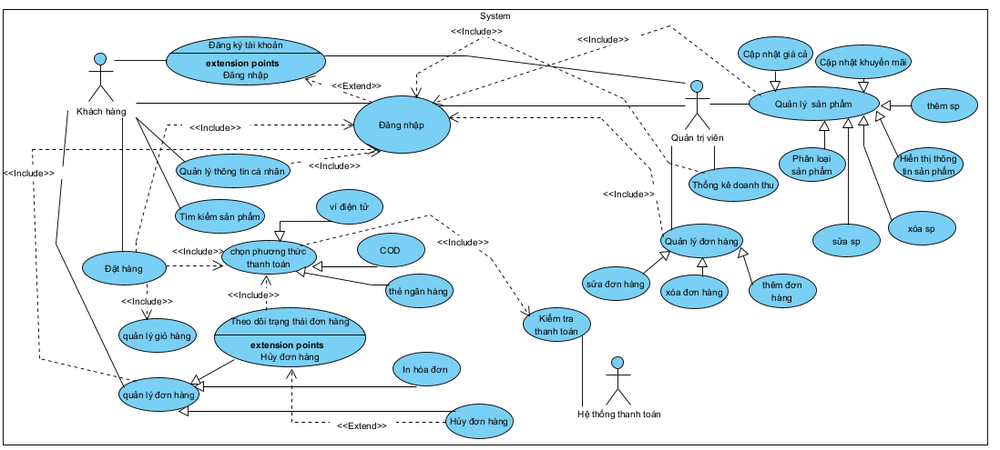 System
<<Include>>
<<Include>>
Đăng ký tài khoản
extension points
Đăng nhập
Cập nhật giá cả
Cập nhật khuyến mãi
<<Extend>>
Khách hàng
Đăng nhập
<<Include>>
Quản trị viên
Quản lý sản phẩm
thêm sp
<<Include>>
Quản lý thông tin cá nhân
<<Include>>
Phân loại
sản phẩm
Hiển thị thông
tin sản phẩm
Thống kê doanh thu
<<Include>>
Tìm kiếm sản phẩm
ví điện tử
xóa sp
sửa sp
Quản lý đơn hàng
<<Include>>
<<Include>>
chọn phương thức
thanh toán
COD
Đặt hàng
thẻ ngân hàng
sửa đơn hàng
xóa đơn hàng
thêm đơn
hàng
<<Include>>
<<Include>>
Theo dõi trạng thái đơn hàng
extension points
Hủy đơn hàng
Kiểm tra
thanh toán
quản lý giỏ hàng
In hóa đơn
quản lý đơn hàng
Hệ thống thanh toán
<<Extend>>
Hủy đơn hàng